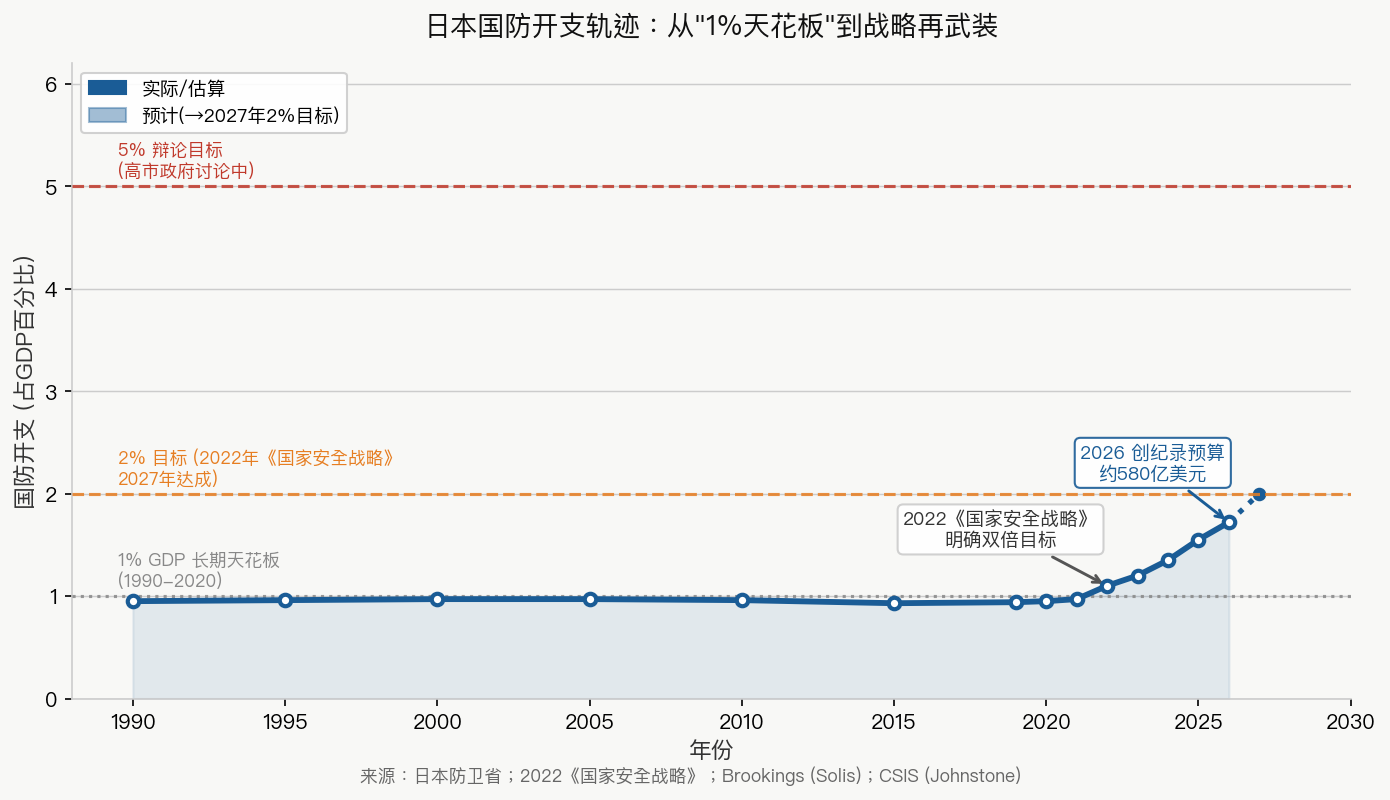 日本国防开支轨迹：从"1%天花板"到战略再武装
实际/估算
预计(→2027年2%目标)
5% 辩论目标
(高市政府讨论中)
2% 目标 (2022年《国家安全战略》
2027年达成)
1% GDP 长期天花板
(1990–2020)
2026 创纪录预算
约580亿美元
2022《国家安全战略》
明确双倍目标
国防开支 (占GDP百分比)
6
5
4
3
2
1
0
1990
1995
2000
2005
2010
2015
2020
2025
2030
年份
来源：日本防卫省；2022《国家安全战略》；Brookings (Solis)；CSIS (Johnstone)